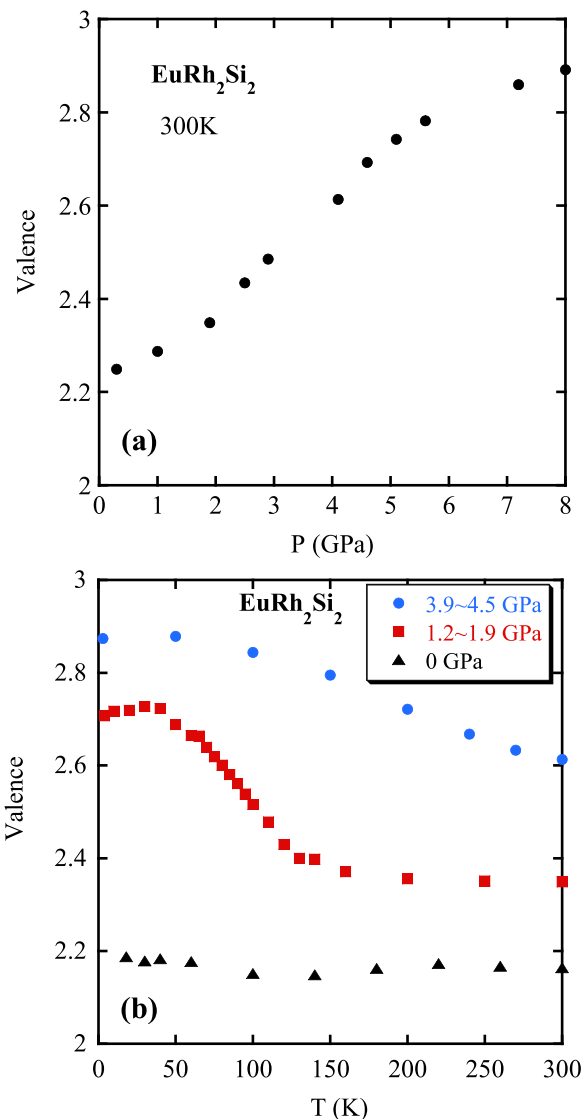 3
EuRh₂Si₂
300K
2.8
2.6
Valence
2.4
2.2
(a)
2
0 1 2 3 4 5 6 7 8
P (GPa)
3
EuRh₂Si₂
3.9~4.5 GPa
1.2~1.9 GPa
0 GPa
2.8
2.6
Valence
2.4
2.2
(b)
2
0 50 100 150 200 250 300
T (K)